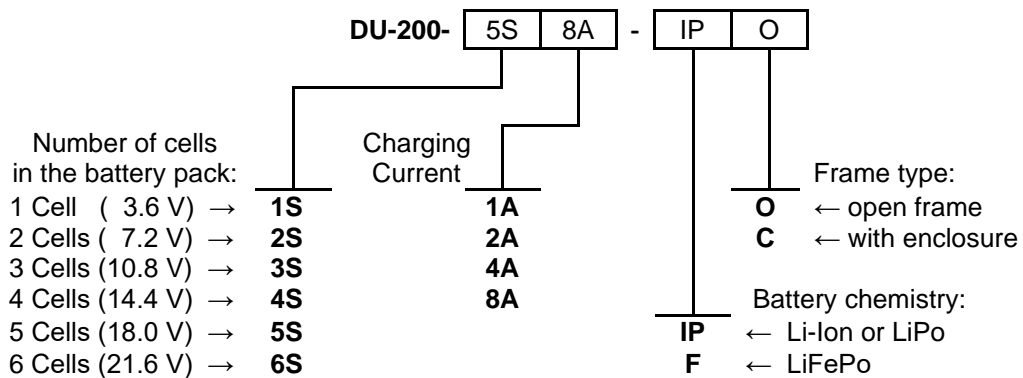 DU-200- 5S 8A - IP O
Number of cells Charging
in the battery pack: Current Frame type:
1 Cell ( 3.6 V) → 1S 1A O ← open frame
2 Cells ( 7.2 V) → 2S 2A C ← with enclosure
3 Cells (10.8 V) → 3S 4A
4 Cells (14.4 V) → 4S 8A Battery chemistry:
5 Cells (18.0 V) → 5S IP ← Li-Ion or LiPo
6 Cells (21.6 V) → 6S F ← LiFePo